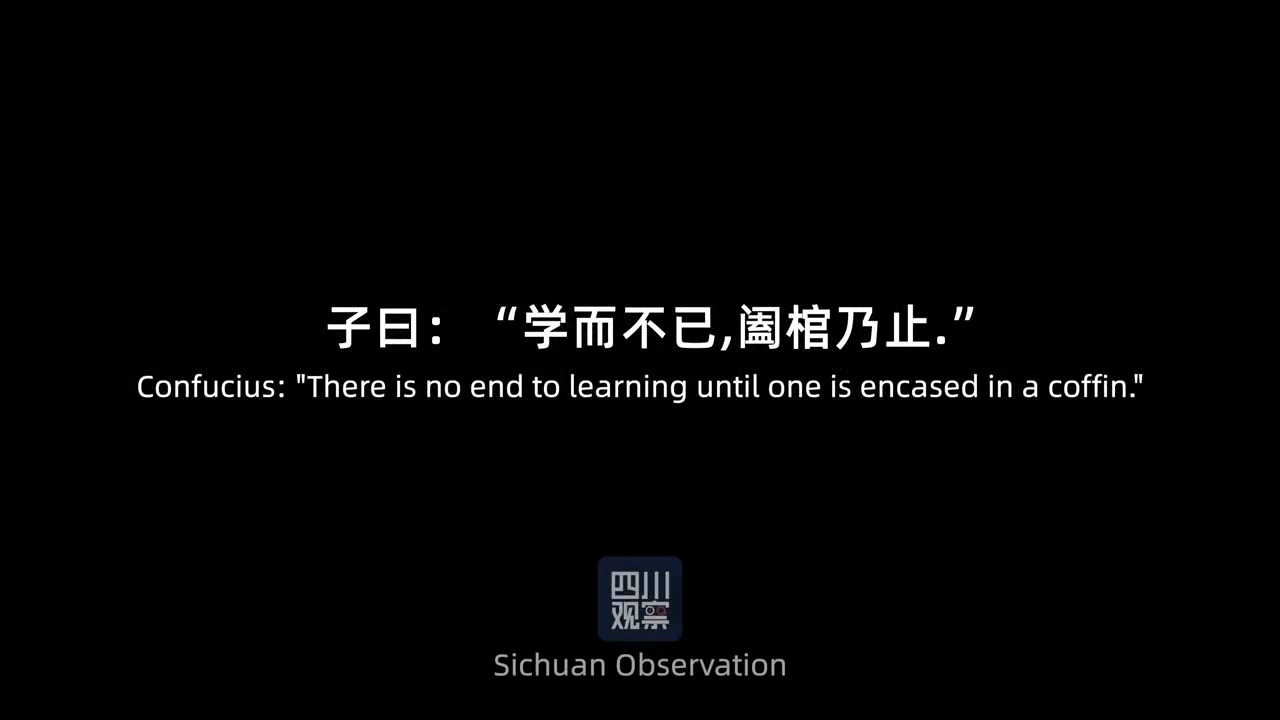 子曰：“学而不已,阖棺乃止.”
Confucius: "There is no end to learning until one is encased in a coffin."
四川
观察
Sichuan Observation